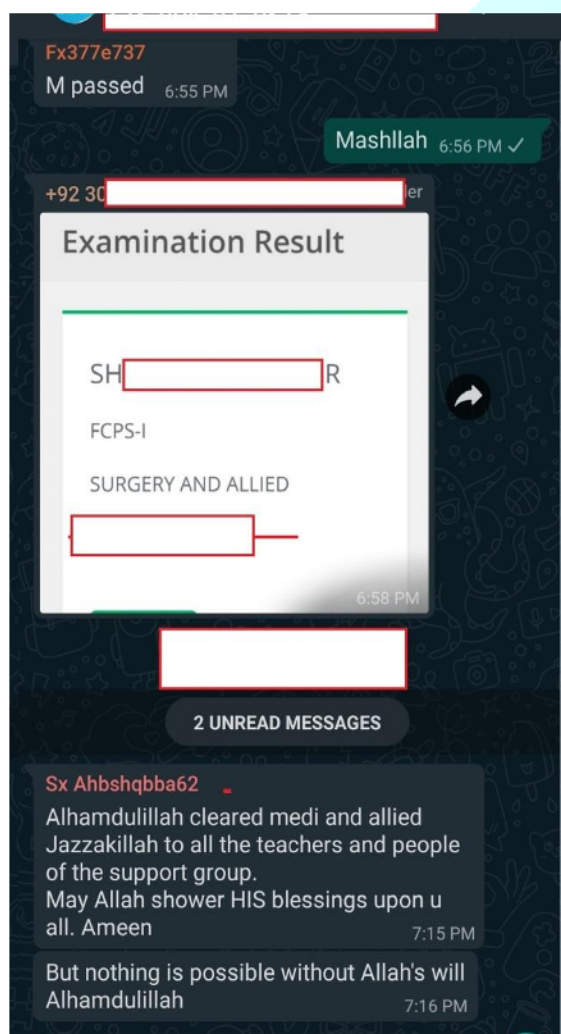 Fx377e737
M passed 6:55 PM
Mashllah 6:56 PM
+92 30
Examination Result
SH R
FCPS-I
SURGERY AND ALLIED
6:58 PM
2 UNREAD MESSAGES
Sx Ahbshqbba62
Alhamdulillah cleared medi and allied
Jazzakillah to all the teachers and people
of the support group.
May Allah shower HIS blessings upon u
all. Ameen
7:15 PM
But nothing is possible without Allah's will
Alhamdulillah
7:16 PM